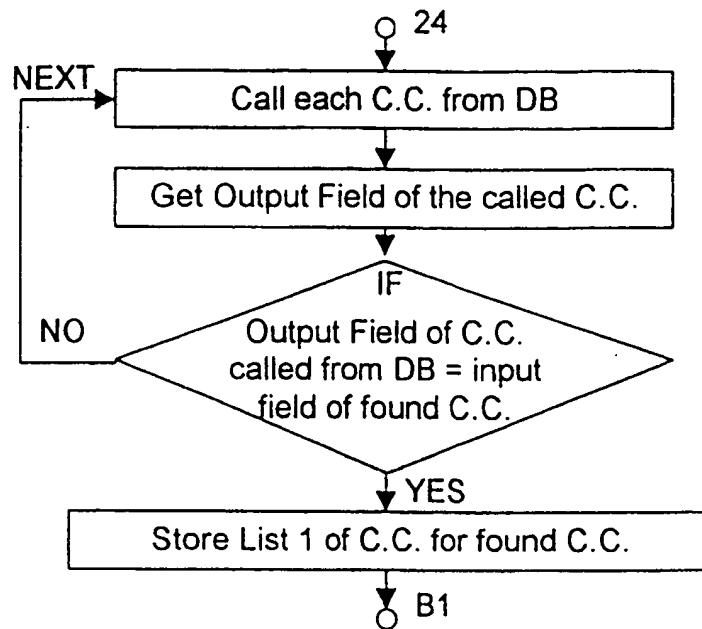 24
NEXT
Call each C.C. from DB
Get Output Field of the called C.C.
IF
NO
Output Field of C.C.
called from DB = input
field of found C.C.
YES
Store List 1 of C.C. for found C.C.
B1